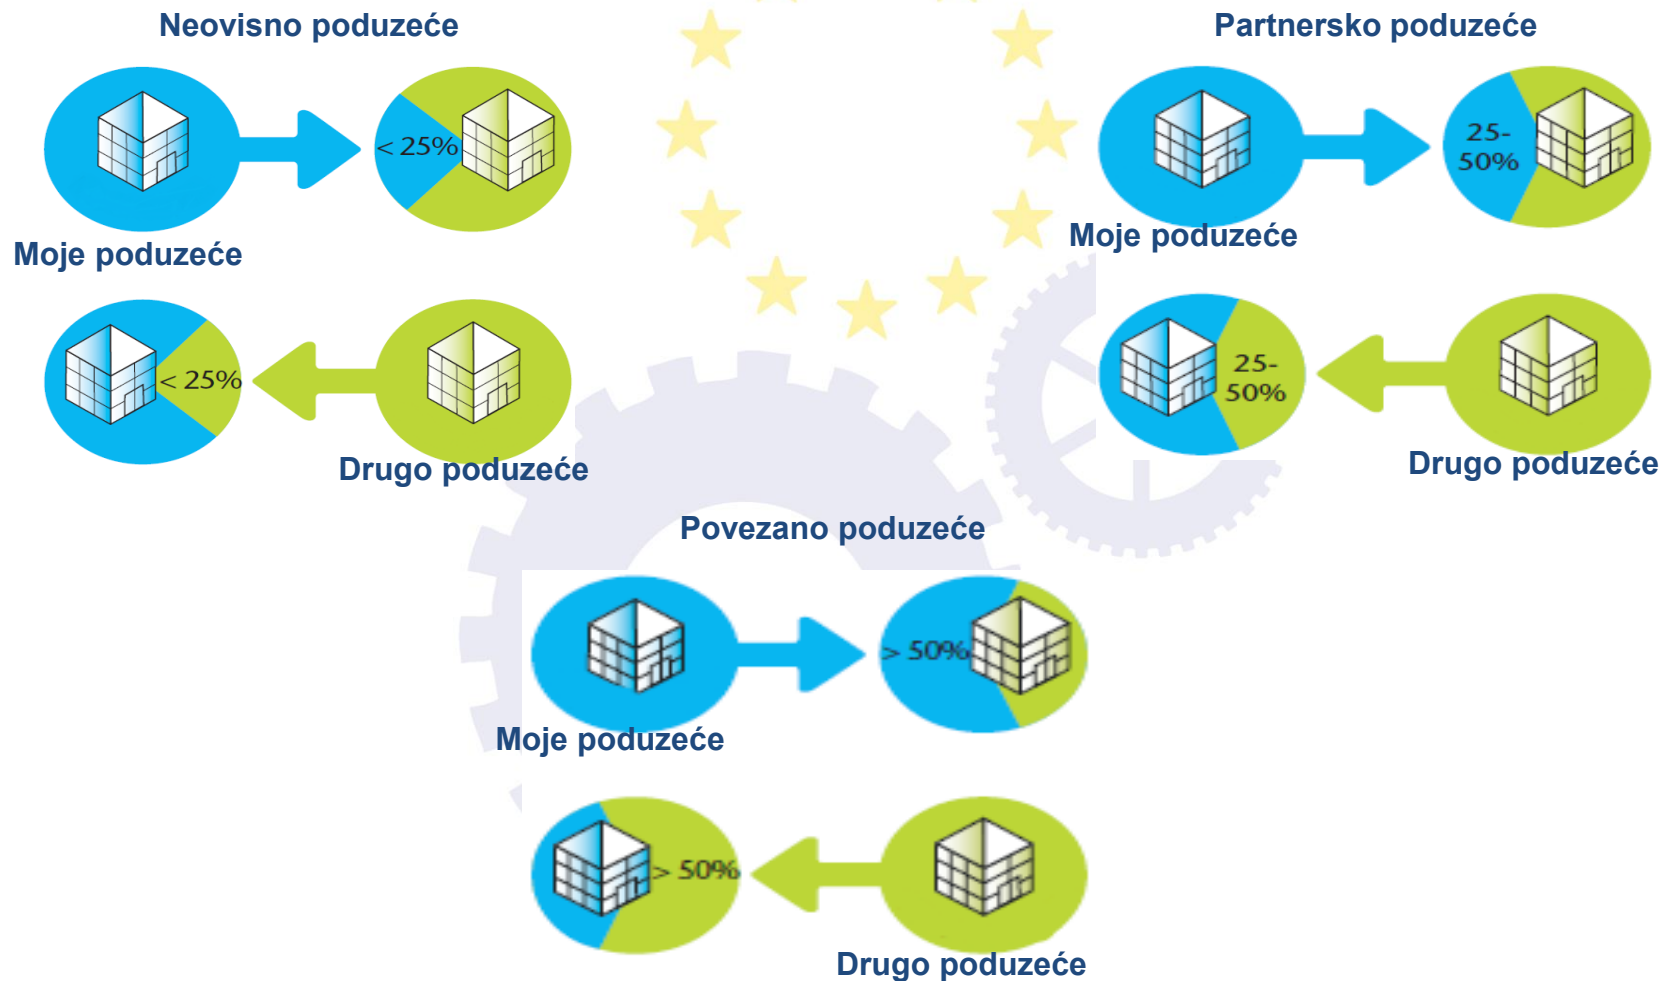 Neovisno poduzeće
< 25%
Moje poduzeće
< 25%
Drugo poduzeće
Partnersko poduzeće
25-
50%
Moje poduzeće
25-
50%
Drugo poduzeće
Povezano poduzeće
> 50%
Moje poduzeće
> 50%
Drugo poduzeće